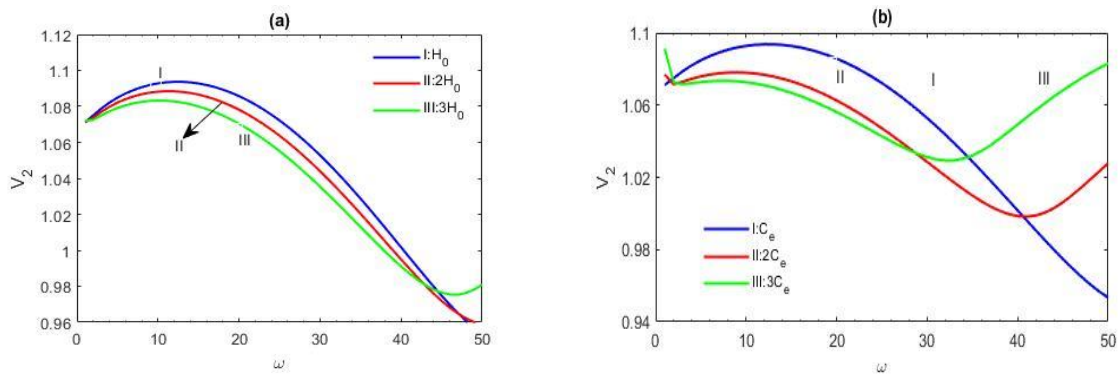 (a)
1.12
1.1
1.08
1.06
1.04
1.02
1
0.98
0.96
V2
0 10 20 30 40 50
ω
I:H0
II:2H0
III:3H0
I
II
III
(b)
1.1
1.06
1.02
0.98
0.94
V2
0 10 20 30 40 50
ω
II I III
I:Ce
II:2Ce
III:3Ce